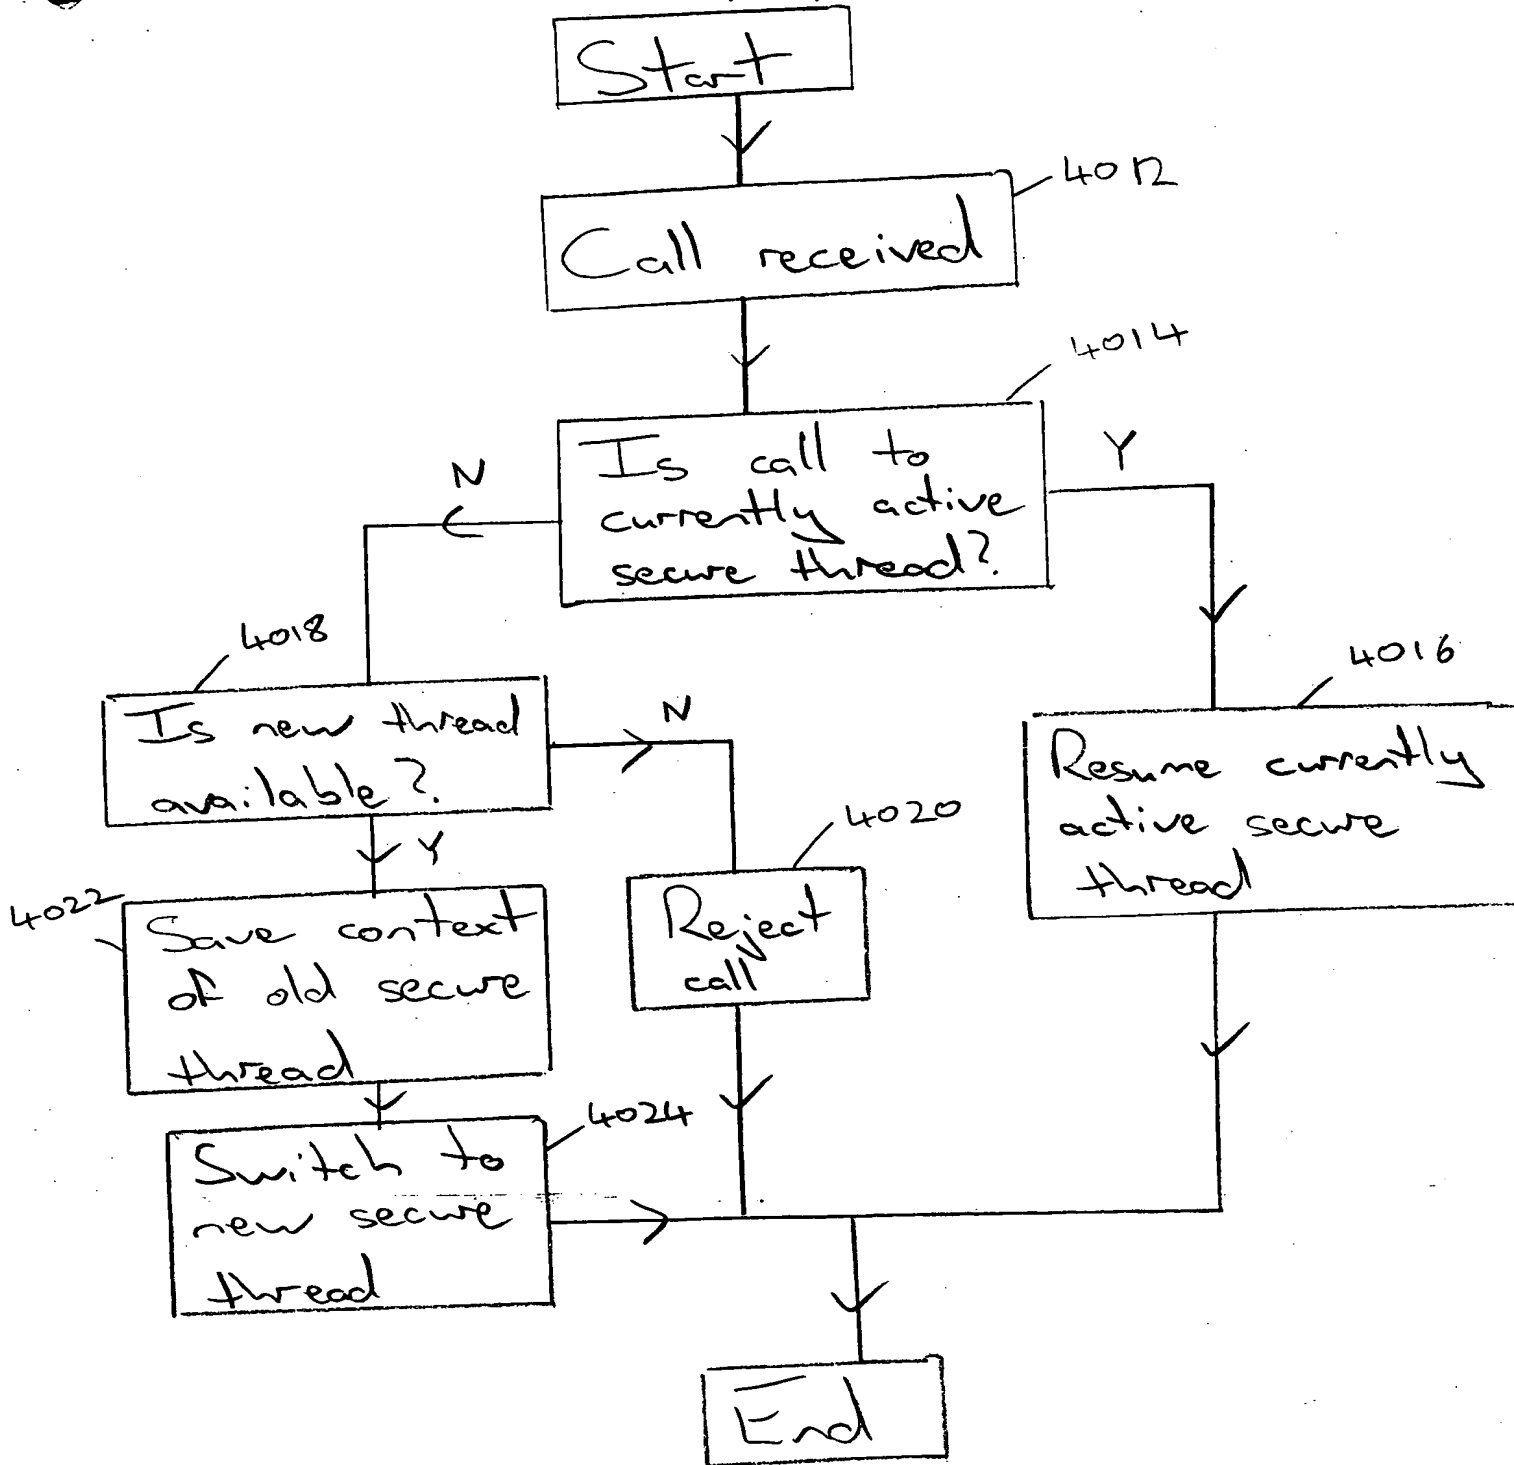 Start
4012
Call received
4014
Is call to
currently active
secure thread?
N
Y
4018
4016
Is new thread
available?
N
Resume currently
active secure
thread
4020
Y
4022
Save context
of old secure
thread
Reject
call
4024
Switch to
new secure
thread
End